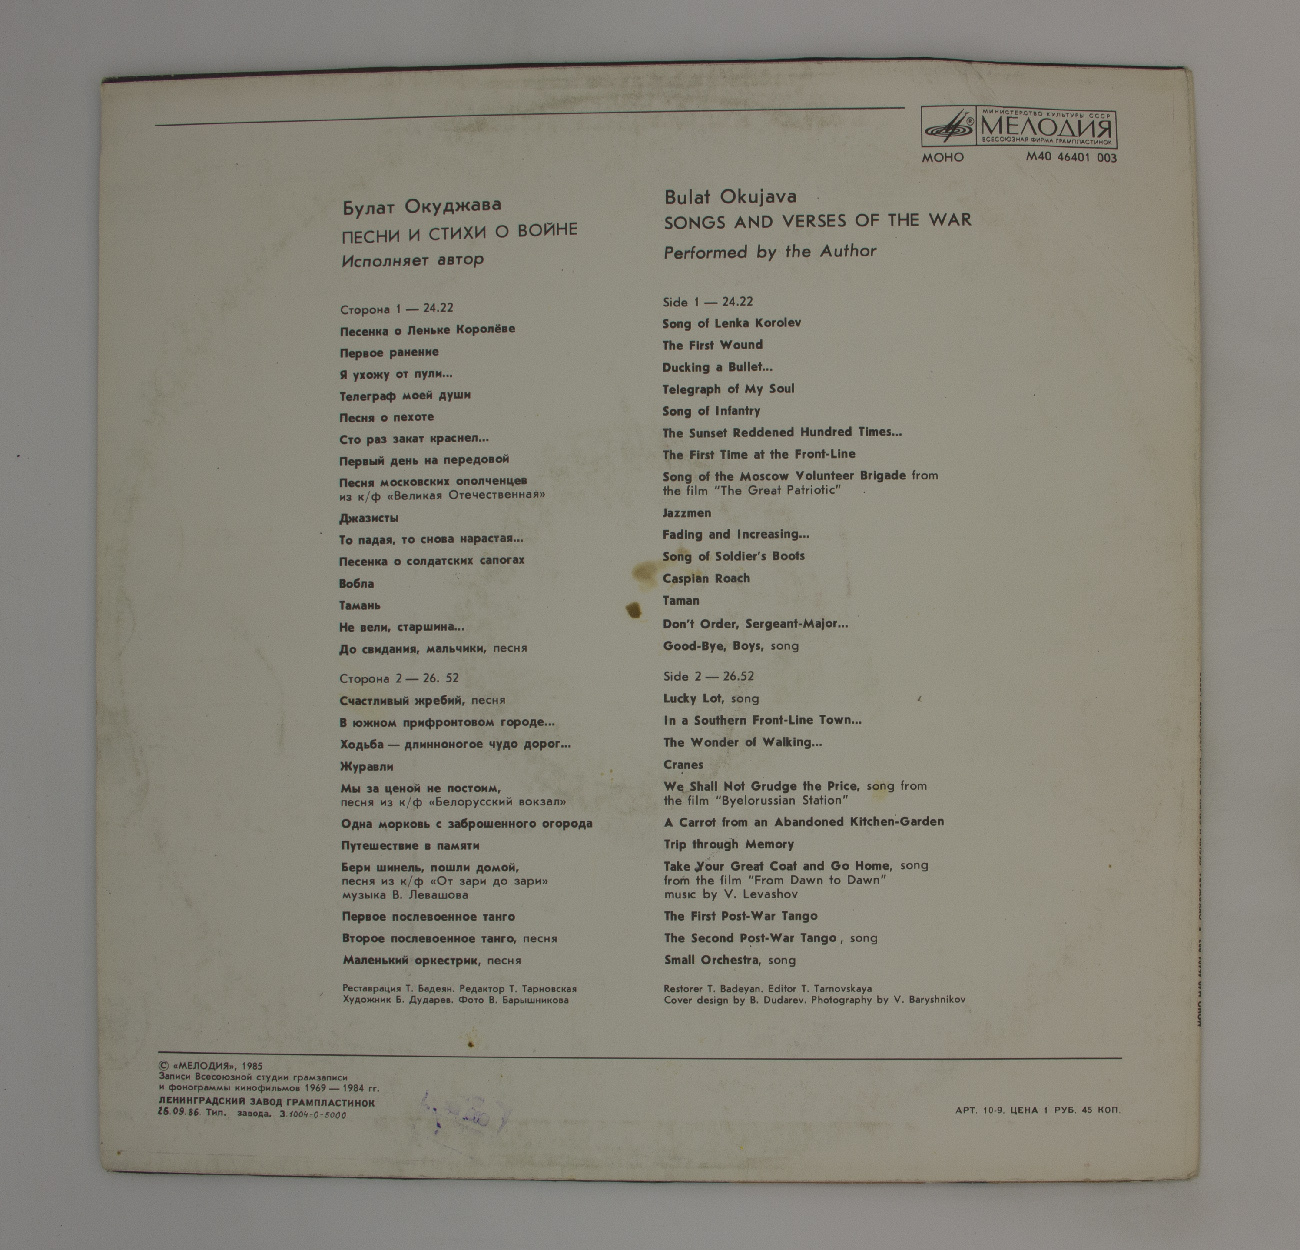 МИНИСТЕРСТВО КУЛЬТУРЫ СССР
МЕЛОДИЯ
ВСЕСОЮЗНАЯ ФИРМА ГРАМПЛАСТИНОК
МОНО М40 46401 003
Булат Окуджава
ПЕСНИ И СТИХИ О ВОЙНЕ
Исполняет автор
Сторона 1 — 24.22
Песенка о Леньке Королёве
Первое ранение
Я ухожу от пули...
Телеграф моей души
Песня о пехоте
Сто раз закат краснел...
Первый день на передовой
Песня московских ополченцев
из к/ф «Великая Отечественная»
Джазисты
То падая, то снова нарастая...
Песенка о солдатских сапогах
Вобла
Тамань
Не вели, старшина...
До свидания, мальчики, песня
Сторона 2 — 26. 52
Счастливый жребий, песня
В южном прифронтовом городе...
Ходьба — длинноногое чудо дорог...
Журавли
Мы за ценой не постоим,
песня из к/ф «Белорусский вокзал»
Одна морковь с заброшенного огорода
Путешествие в памяти
Бери шинель, пошли домой,
песня из к/ф «От зари до зари»
музыка В. Левашова
Первое послевоенное танго
Второе послевоенное танго, песня
Маленький оркестрик, песня
Реставрация Т. Бадеян. Редактор Т. Тарновская
Художник Б. Дударев. Фото В. Барышникова
Bulat Okujava
SONGS AND VERSES OF THE WAR
Performed by the Author
Side 1 — 24.22
Song of Lenka Korolev
The First Wound
Ducking a Bullet...
Telegraph of My Soul
Song of Infantry
The Sunset Reddened Hundred Times...
The First Time at the Front-Line
Song of the Moscow Volunteer Brigade from
the film "The Great Patriotic"
Jazzmen
Fading and Increasing...
Song of Soldier's Boots
Caspian Roach
Taman
Don't Order, Sergeant-Major...
Good-Bye, Boys, song
Side 2 — 26.52
Lucky Lot, song
In a Southern Front-Line Town...
The Wonder of Walking...
Cranes
We Shall Not Grudge the Price, song from
the film "Byelorussian Station"
A Carrot from an Abandoned Kitchen-Garden
Trip through Memory
Take Your Great Coat and Go Home, song
from the film "From Dawn to Dawn"
music by V. Levashov
The First Post-War Tango
The Second Post-War Tango, song
Small Orchestra, song
Restorer T. Badeyan. Editor T. Tarnovskaya
Cover design by B. Dudarev. Photography by V. Baryshnikov
© «МЕЛОДИЯ», 1985
Записи Всесоюзной студии грамзаписи
и фонограммы кинофильмов 1969 — 1984 гг.
ЛЕНИНГРАДСКИЙ ЗАВОД ГРАМПЛАСТИНОК
26.09.86 Тип. завода. З.1004-0-5000
АРТ. 10-9. ЦЕНА 1 РУБ. 45 КОП.